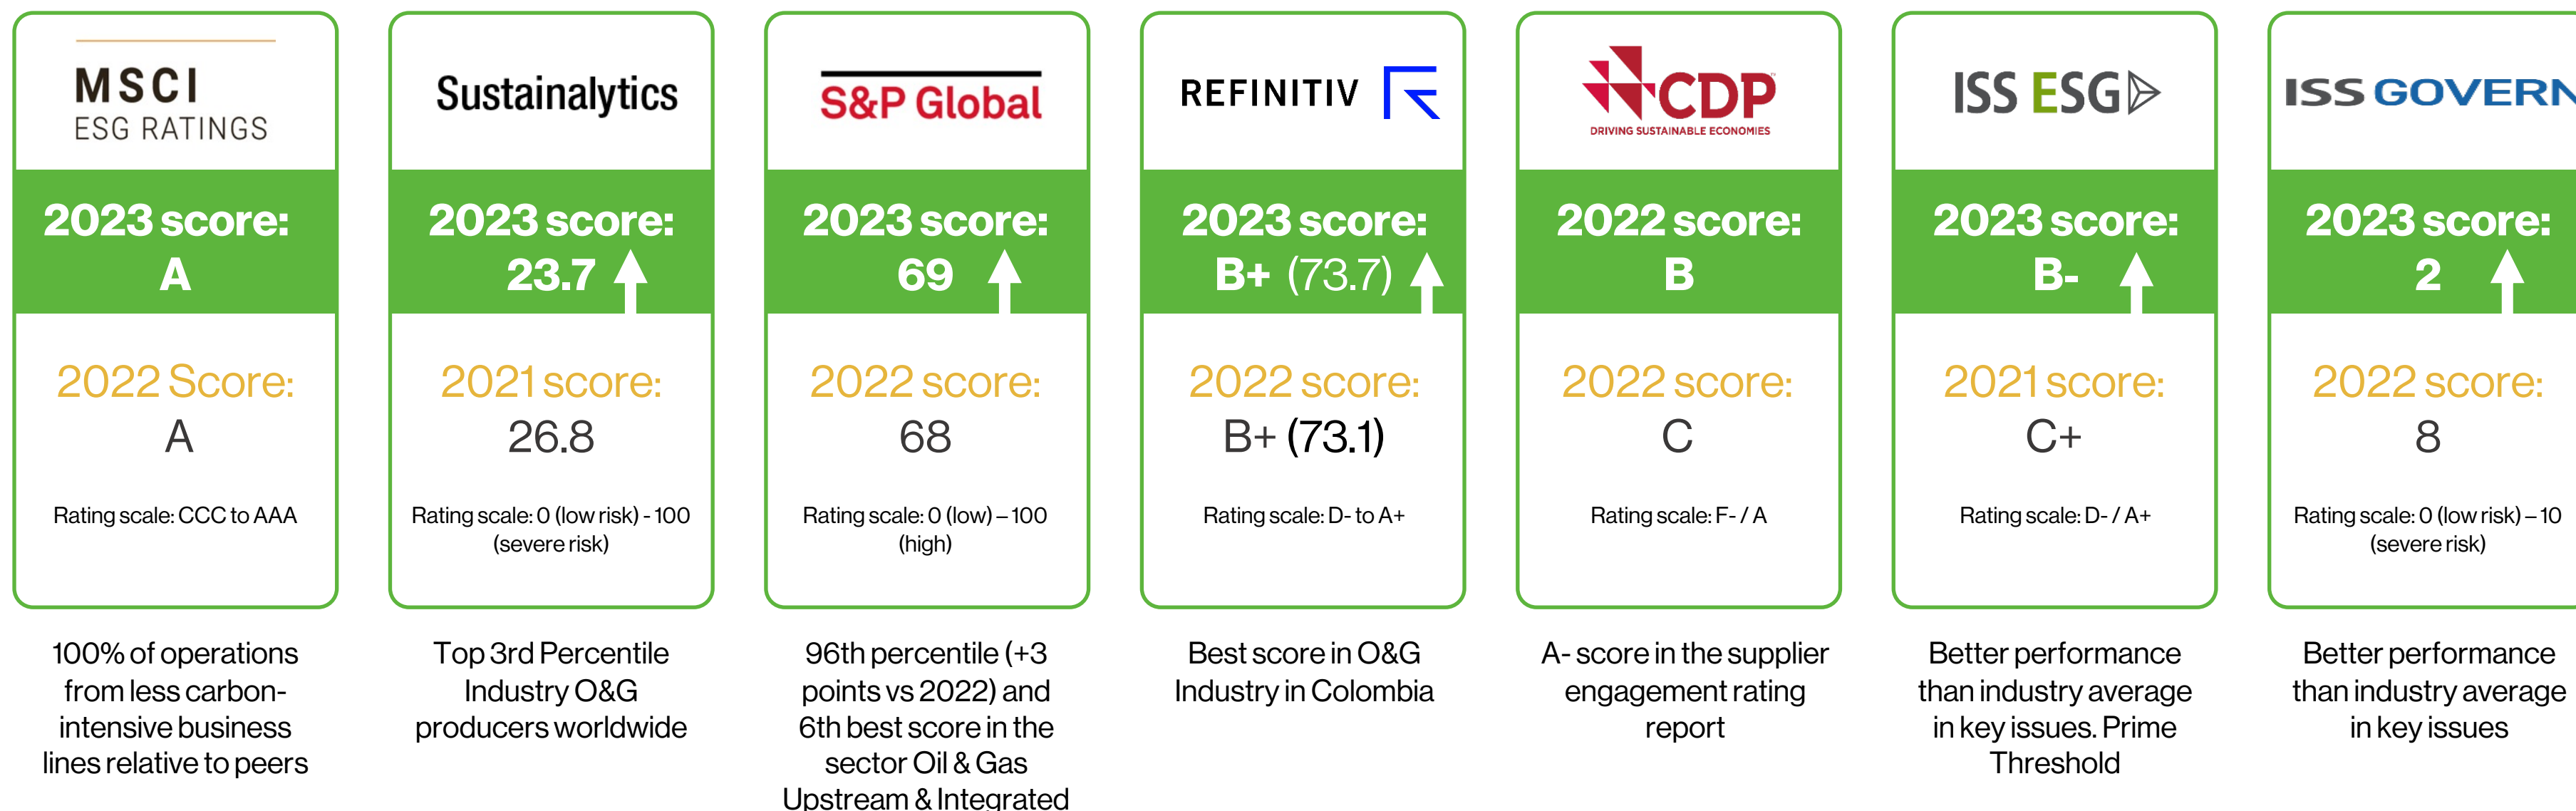 MSCI
ESG RATINGS
2023 score:
A
2022 Score:
A
Rating scale: CCC to AAA
100% of operations
from less carbon-
intensive business
lines relative to peers
Sustainalytics
2023 score:
23.7
2021 score:
26.8
Rating scale: 0 (low risk) - 100
(severe risk)
Top 3rd Percentile
Industry O&G
producers worldwide
S&P Global
2023 score:
69
2022 score:
68
Rating scale: 0 (low) – 100
(high)
96th percentile (+3
points vs 2022) and
6th best score in the
sector Oil & Gas
Upstream & Integrated
REFINITIV
2023 score:
B+ (73.7)
2022 score:
B+ (73.1)
Rating scale: D- to A+
Best score in O&G
Industry in Colombia
CDP
DRIVING SUSTAINABLE ECONOMIES
2022 score:
B
2022 score:
C
Rating scale: F- / A
A- score in the supplier
engagement rating
report
ISS ESG
2023 score:
B-
2021 score:
C+
Rating scale: D- / A+
Better performance
than industry average
in key issues. Prime
Threshold
ISS GOVERN
2023 score:
2
2022 score:
8
Rating scale: 0 (low risk) – 10
(severe risk)
Better performance
than industry average
in key issues